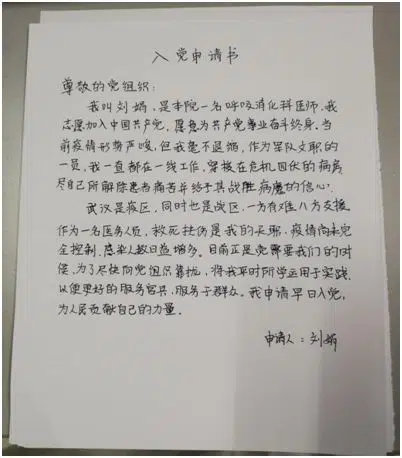 入党申请书
尊敬的党组织：
我叫刘娟，是本院一名呼吸消化科医师，我
志愿加入中国共产党，愿意为共产党事业奋斗终身。当
前疫情形势严峻，但我毫不退缩，作为军队文职的
一员，我一直都在一线工作，穿梭在危机四伏的病房
尽自己所能解除患者痛苦并给予其战胜病魔的信心。
武汉是疫区，同时也是战区，一方有难八方支援。
作为一名医务人员，救死扶伤是我的天职，疫情尚未完
全控制，感染人数日益增多。目前正是党需要我们的时
候，为了尽快向党组织靠拢，将我平时所学运用于实践
以便更好的服务官兵，服务于群众。我申请早日入党，
为人民贡献自己的力量。
申请人：刘娟